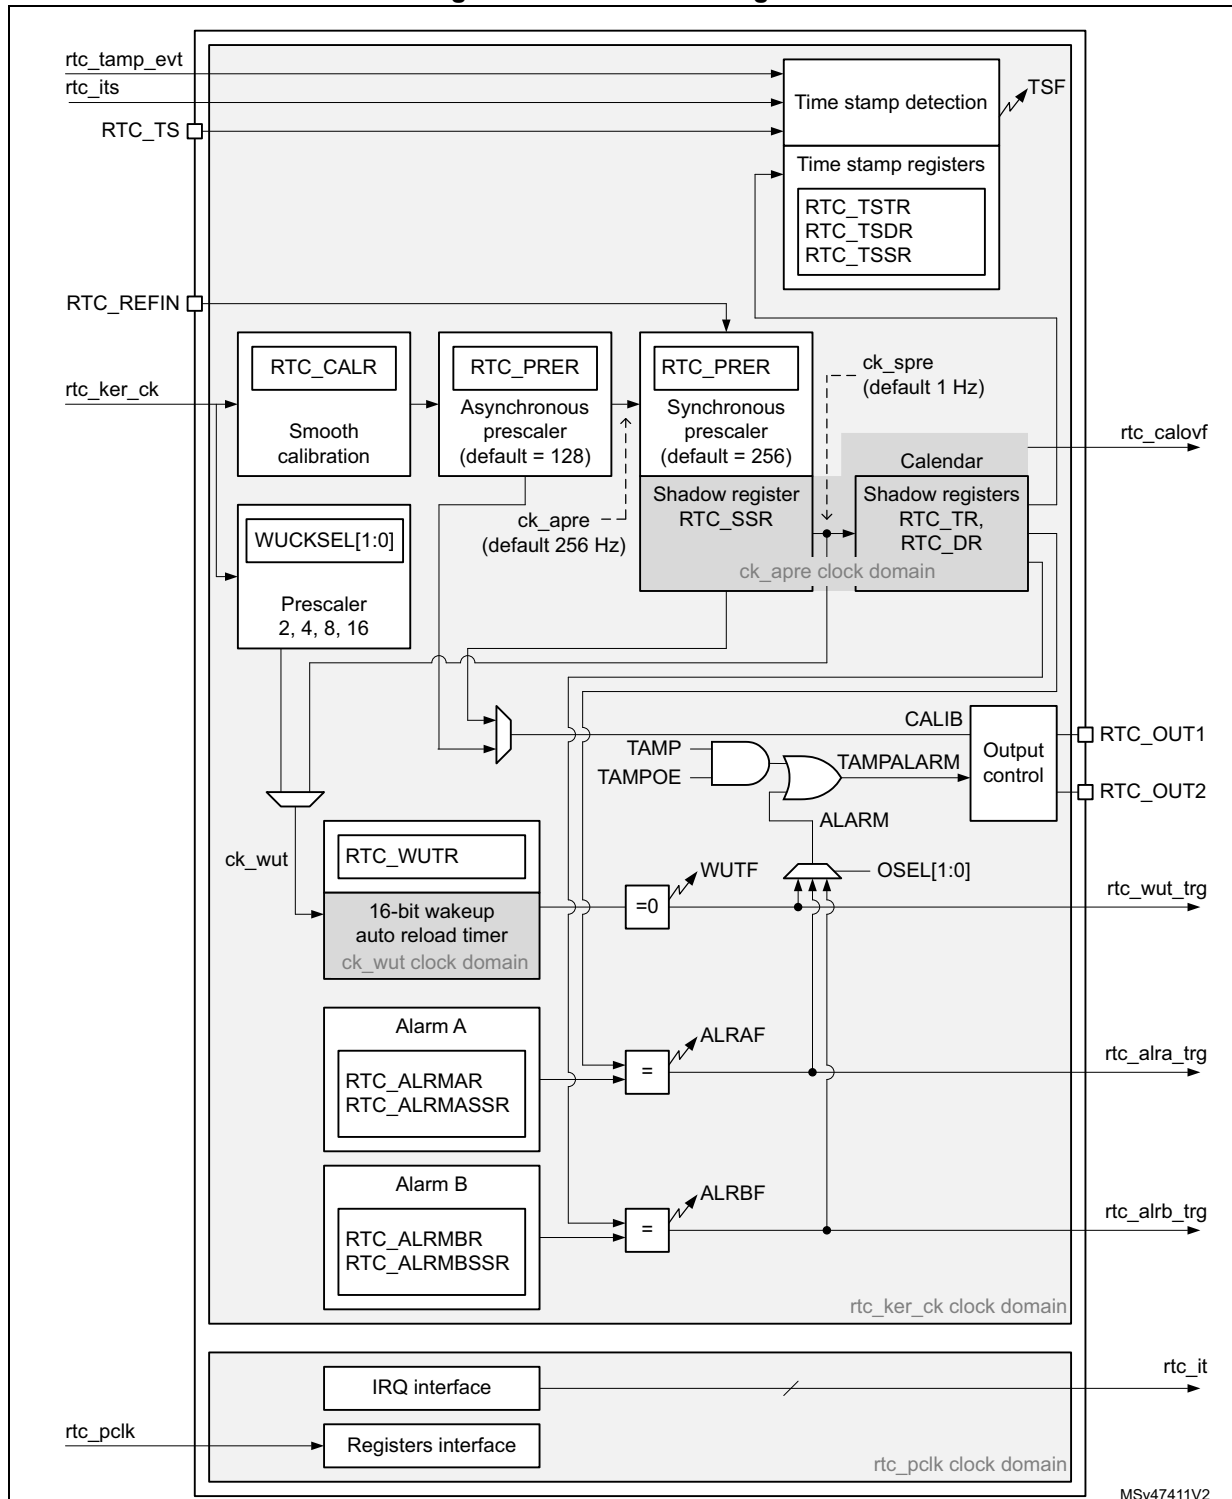 rtc_tamp_evt
rtc_its
RTC_TS
Time stamp detection
TSF
Time stamp registers
RTC_TSTR
RTC_TSDR
RTC_TSSR
RTC_REFIN
rtc_ker_ck
RTC_CALR
Smooth
calibration
RTC_PRER
Asynchronous
prescaler
(default = 128)
RTC_PRER
Synchronous
prescaler
(default = 256)
ck_spre
(default 1 Hz)
rtc_calovf
Calendar
Shadow register
RTC_SSR
Shadow registers
RTC_TR,
RTC_DR
ck_apre
(default 256 Hz)
ck_apre clock domain
WUCKSEL[1:0]
Prescaler
2, 4, 8, 16
CALIB
TAMP
TAMPOE
TAMPALARM
Output
control
RTC_OUT1
RTC_OUT2
ALARM
OSEL[1:0]
ck_wut
RTC_WUTR
16-bit wakeup
auto reload timer
ck_wut clock domain
=0
WUTF
rtc_wut_trg
Alarm A
RTC_ALRMAR
RTC_ALRMASSR
=
ALRAF
rtc_alra_trg
Alarm B
RTC_ALRMBR
RTC_ALRMBSSR
=
ALRBF
rtc_alrb_trg
rtc_ker_ck clock domain
IRQ interface
rtc_it
rtc_pclk
Registers interface
rtc_pclk clock domain
MSv47411V2